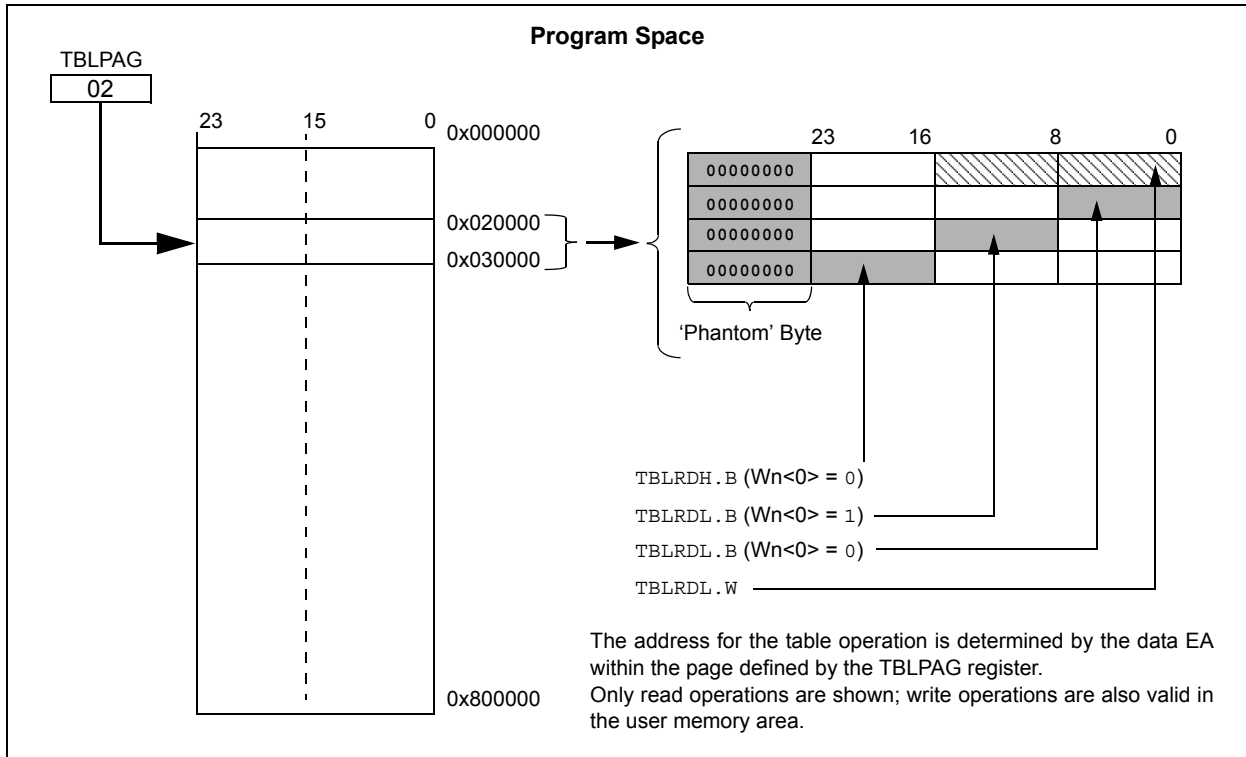 Program Space
TBLPAG
02
23 15 0
0x000000
0x020000
0x030000
0x800000
23 16 8 0
00000000
00000000
00000000
00000000
‘Phantom’ Byte
TBLRDH.B (Wn<0> = 0)
TBLRDL.B (Wn<0> = 1)
TBLRDL.B (Wn<0> = 0)
TBLRDL.W
The address for the table operation is determined by the data EA
within the page defined by the TBLPAG register.
Only read operations are shown; write operations are also valid in
the user memory area.